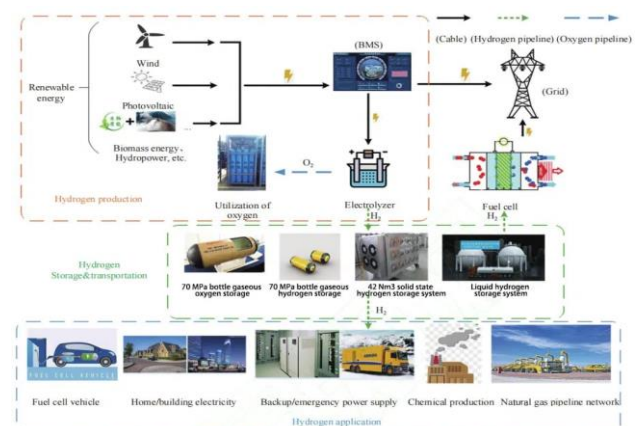 (Cable) (Hydrogen pipeline) (Oxygen pipeline)
(BMS)
Wind
Renewable
energy
Photovoltaic
(Grid)
Biomass energy、
Hydropower, etc.
O₂
Hydrogen production
Utilization of
oxygen
Electrolyzer
H₂
Fuel cell
H₂
Hydrogen
Storage&transportation
70 MPa bottle gaseous
oxygen storage
70 MPa bottle gaseous
hydrogen storage
42 Nm3 solid state
hydrogen storage system
Liquid hydrogen
storage system
H₂
FUEL CELL VEHICLE
Fuel cell vehicle
Home/building electricity
Backup/emergency power supply
Chemical production
Natural gas pipeline network
Hydrogen application